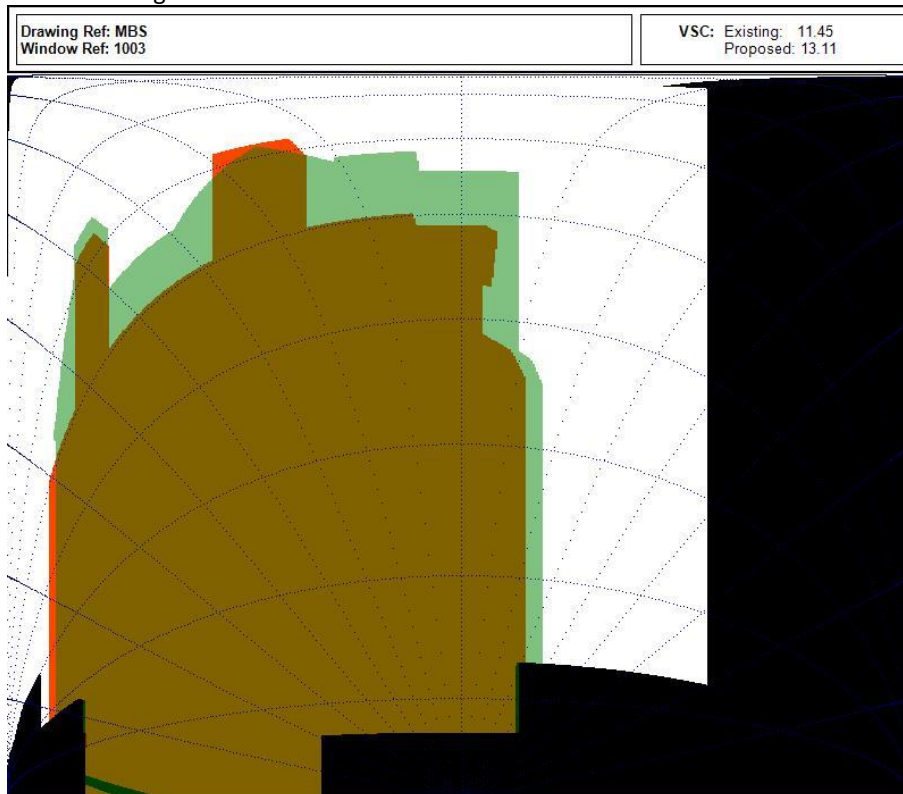 Drawing Ref: MBS
Window Ref: 1003
VSC: Existing: 11.45
Proposed: 13.11